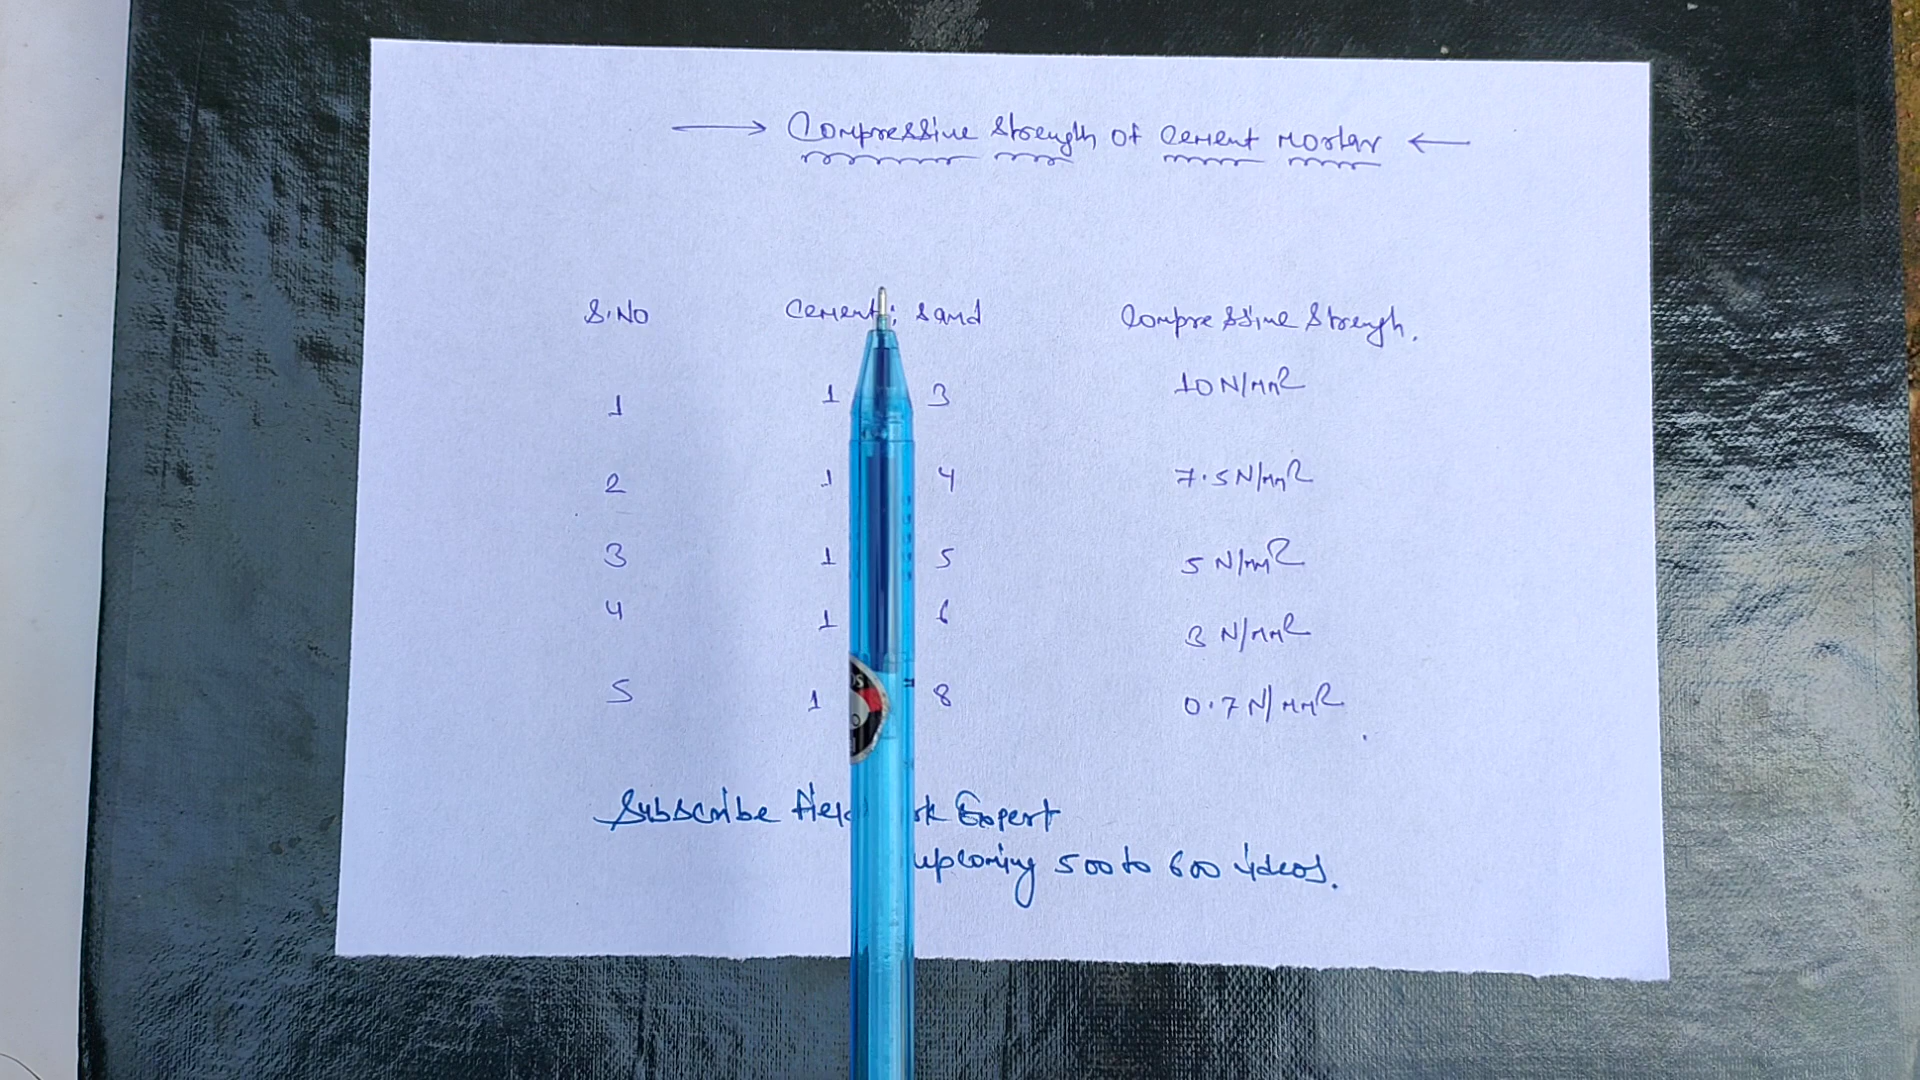 → Compressive Strength of Cement Mortar ←
S.No Cement : Sand Compressive Strengh.
1 1 3 10 N/mm2
2 1 4 7.5 N/mm2
3 1 5 5 N/mm2
4 1 6 3 N/mm2
5 1 8 0.7 N/mm2
Subscribe Expert
upcoming 500 to 600 videos.